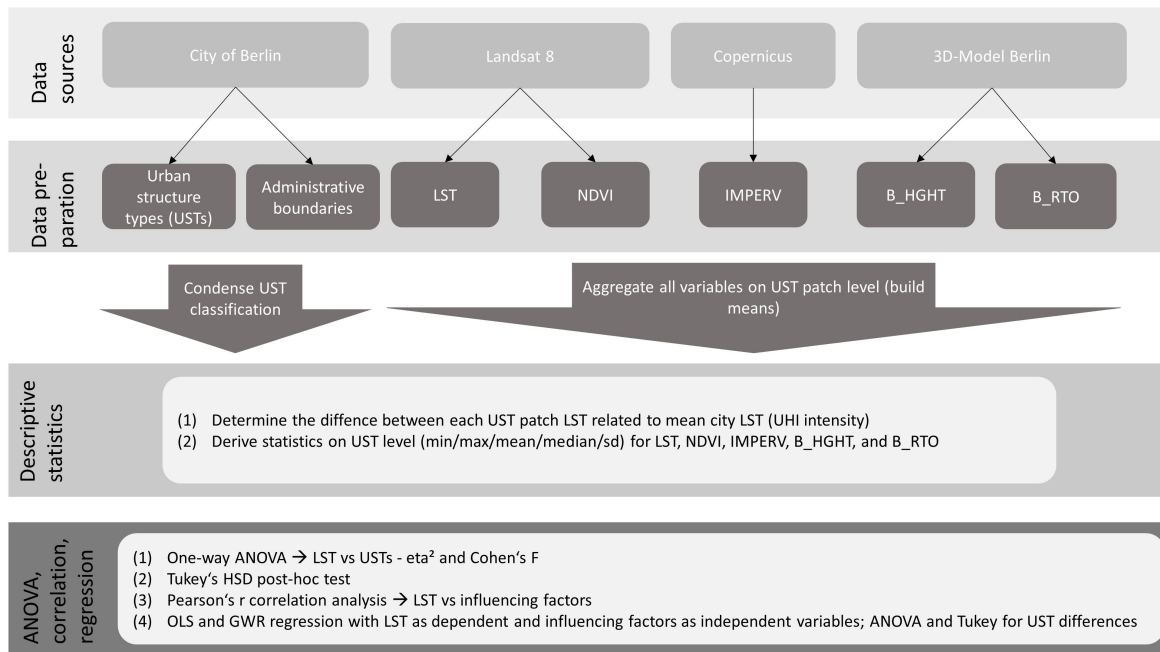 Data
sources
City of Berlin
Landsat 8
Copernicus
3D-Model Berlin
Data pre-
paration
Urban
structure
types (USTs)
Administrative
boundaries
LST
NDVI
IMPERV
B_HGHT
B_RTO
Condense UST
classification
Aggregate all variables on UST patch level (build
means)
Descriptive
statistics
(1) Determine the diffence between each UST patch LST related to mean city LST (UHI intensity)
(2) Derive statistics on UST level (min/max/mean/median/sd) for LST, NDVI, IMPERV, B_HGHT, and B_RTO
ANOVA,
correlation,
regression
(1) One-way ANOVA → LST vs USTs - eta² and Cohen‘s F
(2) Tukey‘s HSD post-hoc test
(3) Pearson‘s r correlation analysis → LST vs influencing factors
(4) OLS and GWR regression with LST as dependent and influencing factors as independent variables; ANOVA and Tukey for UST differences